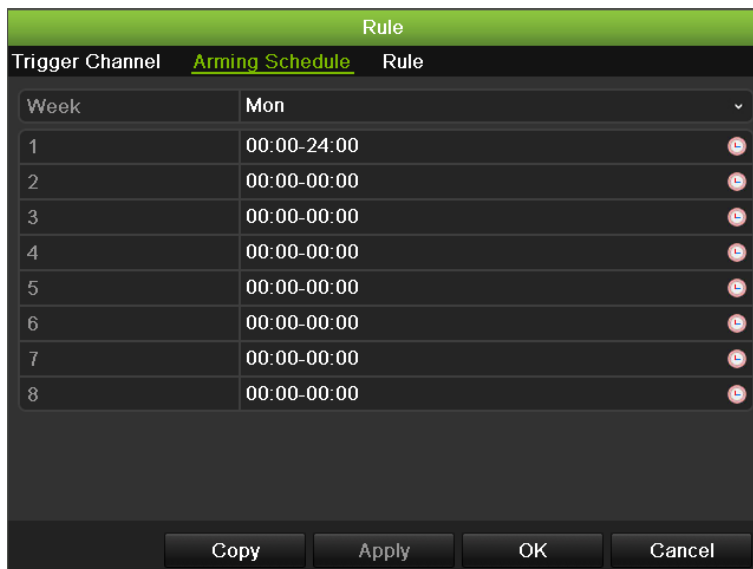 Rule
Trigger Channel Arming Schedule Rule
Week Mon
1 00:00-24:00
2 00:00-00:00
3 00:00-00:00
4 00:00-00:00
5 00:00-00:00
6 00:00-00:00
7 00:00-00:00
8 00:00-00:00
Copy Apply OK Cancel